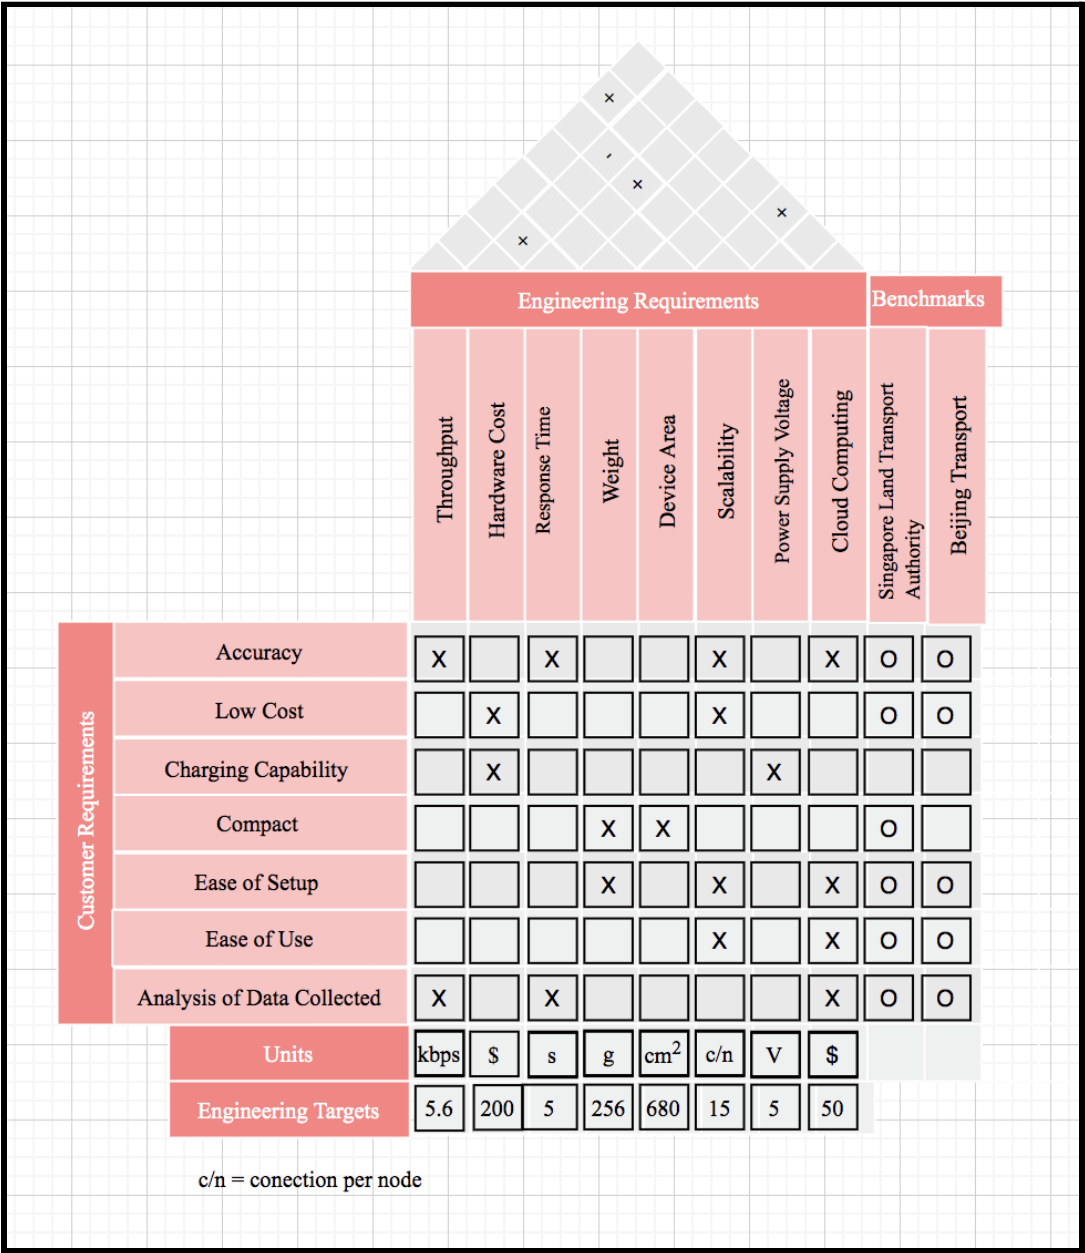 ×
׳
×
×
×
Engineering Requirements Benchmarks
Throughput
Hardware Cost
Response Time
Weight
Device Area
Scalability
Power Supply Voltage
Cloud Computing
Singapore Land Transport
Authority
Beijing Transport
Customer Requirements
Accuracy X X X X O O
Low Cost X X O O
Charging Capability X X
Compact X X O
Ease of Setup X X X O O
Ease of Use X X O O
Analysis of Data Collected X X X O O
Units kbps $ s g cm² c/n V $
Engineering Targets 5.6 200 5 256 680 15 5 50
c/n = conection per node